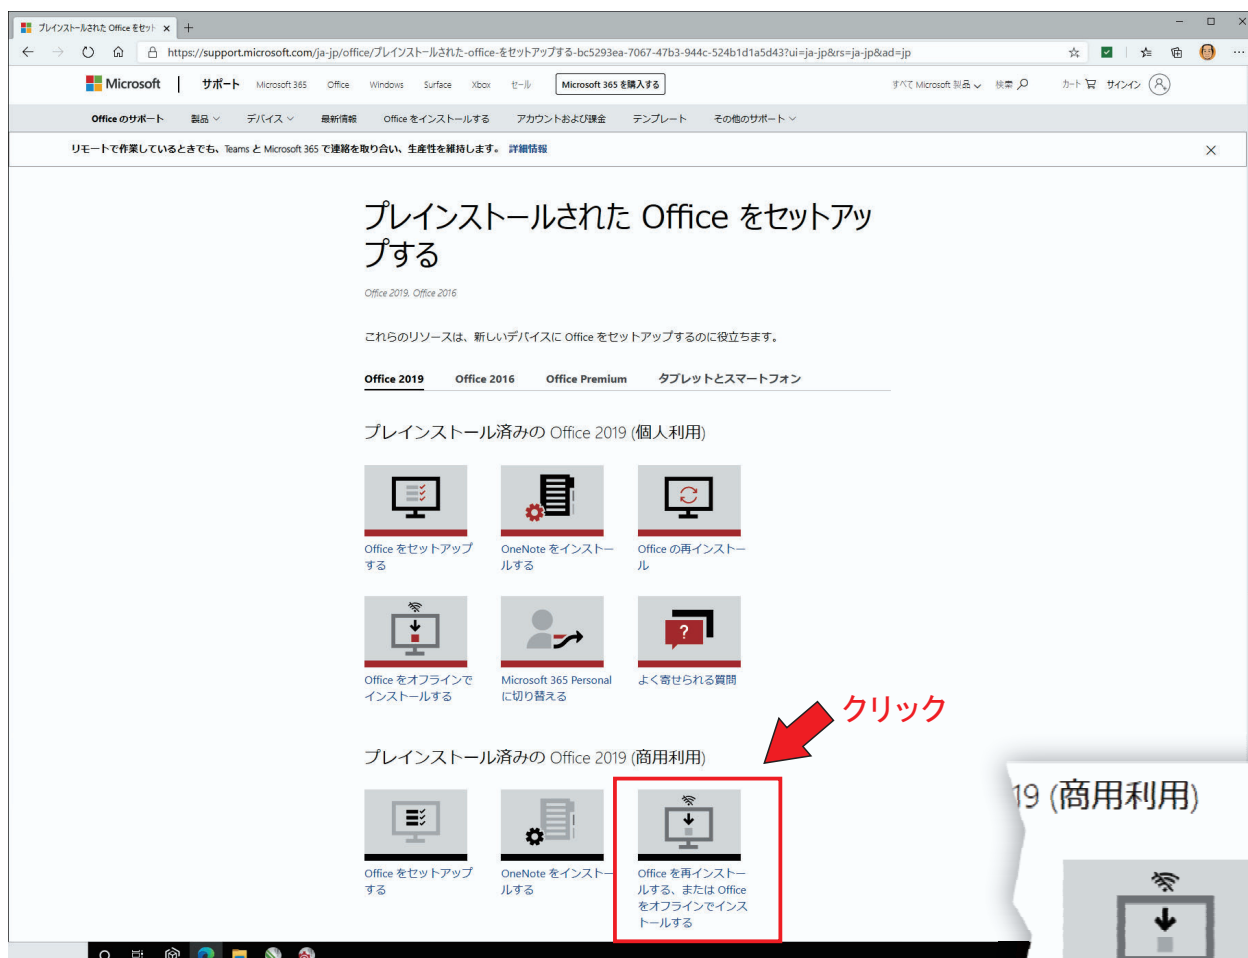 プレインストールされた Office をセット
https://support.microsoft.com/ja-jp/office/プレインストールされた-office-をセットアップする-bc5293ea-7067-47b3-944c-524b1d1a5d43?ui=ja-jp&rs=ja-jp&ad=jp
Microsoft サポート Microsoft 365 Office Windows Surface Xbox セール Microsoft 365 を購入する すべて Microsoft 製品 検索 カート サインイン
Office のサポート 製品 デバイス 最新情報 Office をインストールする アカウントおよび課金 テンプレート その他のサポート
リモートで作業しているときでも、Teams と Microsoft 365 で連絡を取り合い、生産性を維持します。 詳細情報
プレインストールされた Office をセットアッ
プする
Office 2019, Office 2016
これらのリソースは、新しいデバイスに Office をセットアップするのに役立ちます。
Office 2019 Office 2016 Office Premium タブレットとスマートフォン
プレインストール済みの Office 2019 (個人利用)
Office をセットアップ
する
OneNote をインストー
ルする
Office の再インストー
ル
Office をオフラインで
インストールする
Microsoft 365 Personal
に切り替える
?
よく寄せられる質問
クリック
プレインストール済みの Office 2019 (商用利用)
Office をセットアップ
する
OneNote をインストー
ルする
Office を再インストー
ルする、または Office
をオフラインでインス
トールする
19 (商用利用)